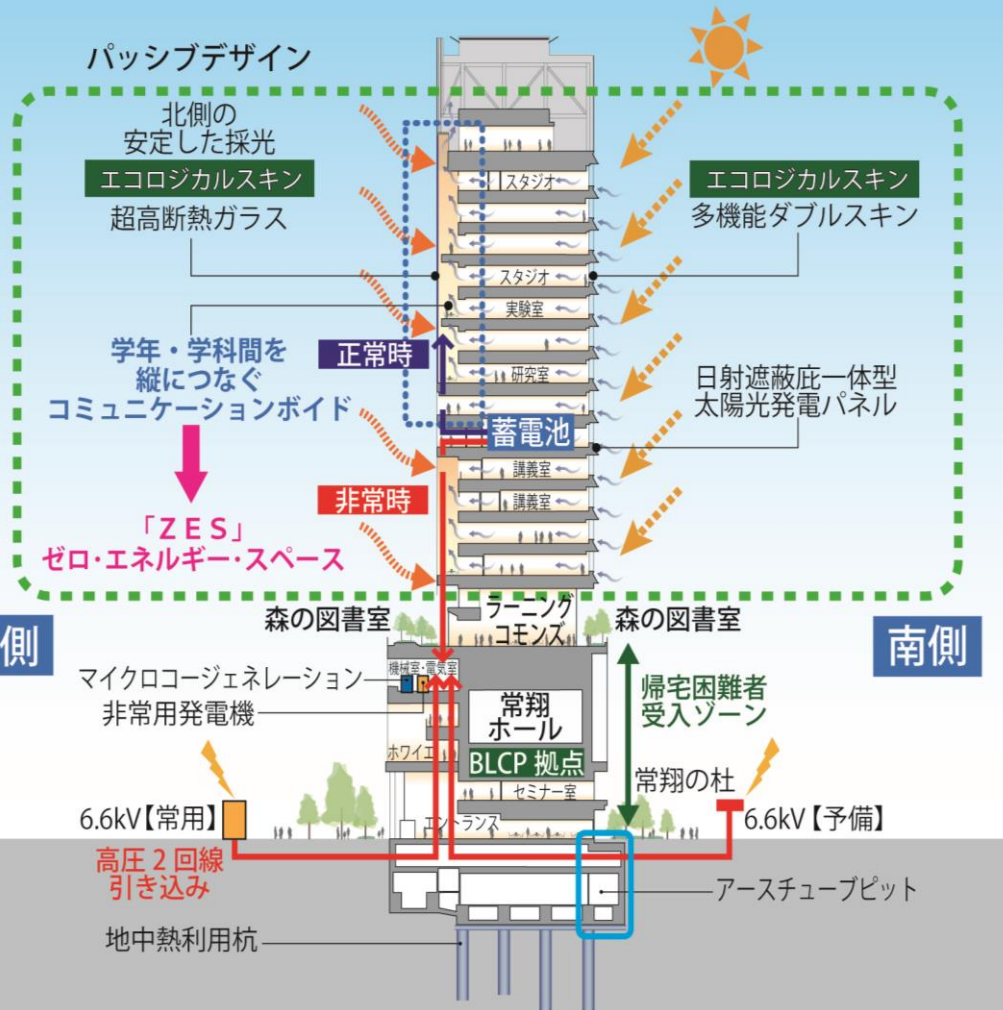 パッシブデザイン
北側の
安定した採光
エコロジカルスキン
超高断熱ガラス
エコロジカルスキン
多機能ダブルスキン
スタジオ
スタジオ
実験室
研究室
学年・学科間を
縦につなぐ
コミュニケーションボイド
正常時
日射遮蔽庇一体型
太陽光発電パネル
蓄電池
講義室
講義室
非常時
「ＺＥＳ」
ゼロ・エネルギー・スペース
側
南側
森の図書室
ラーニング
コモンズ
森の図書室
機械室・電気室
マイクロコージェネレーション
非常用発電機
常翔
ホール
帰宅困難者
受入ゾーン
ホワイエ
BLCP 拠点
セミナー室
常翔の杜
エントランス
6.6kV【常用】
6.6kV【予備】
高圧２回線
引き込み
アースチューブピット
地中熱利用杭